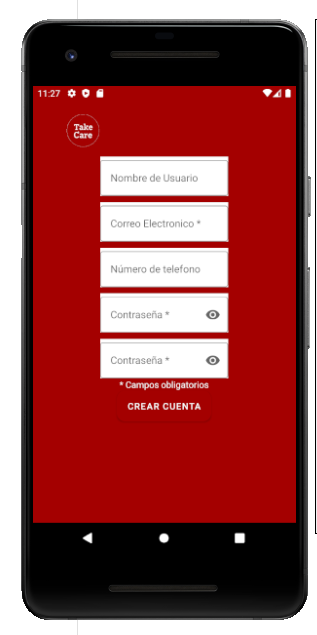 11:27
Take
Care
Nombre de Usuario
Correo Electronico *
Número de telefono
Contraseña *
Contraseña *
* Campos obligatorios
CREAR CUENTA